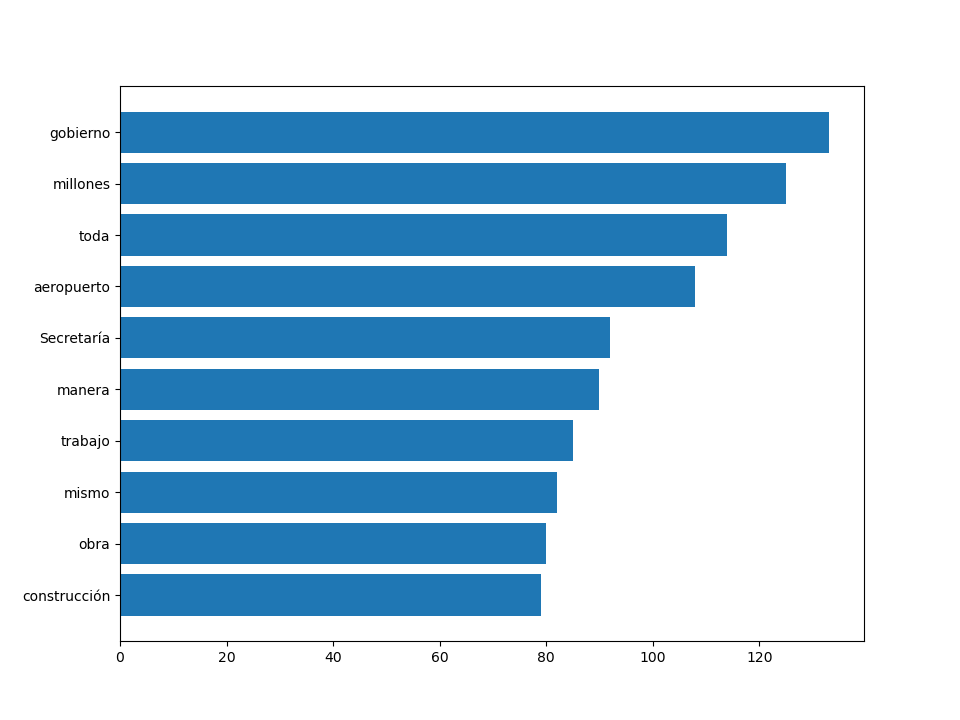 gobierno
millones
toda
aeropuerto
Secretaría
manera
trabajo
mismo
obra
construcción
0 20 40 60 80 100 120